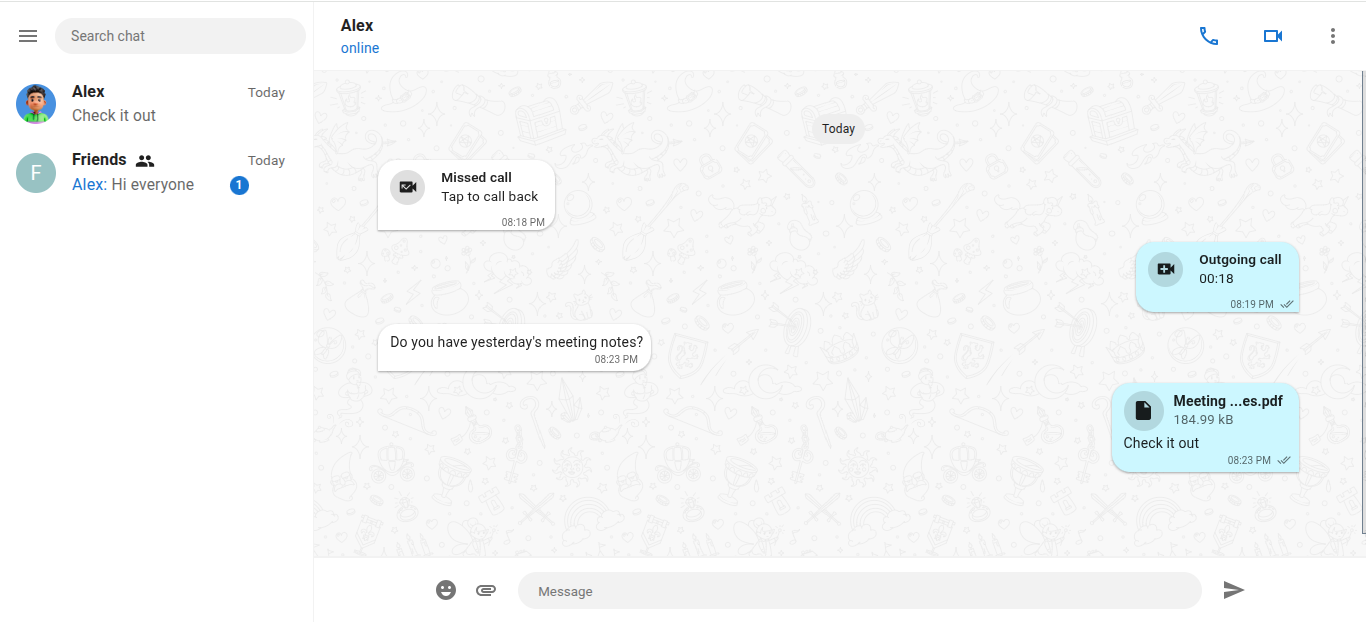 Search chat
Alex
Today
Check it out
F
Friends
Today
Alex: Hi everyone
1
Alex
online
Today
Missed call
Tap to call back
08:18 PM
Outgoing call
00:18
08:19 PM
Do you have yesterday's meeting notes?
08:23 PM
Meeting ...es.pdf
184.99 kB
Check it out
08:23 PM
Message